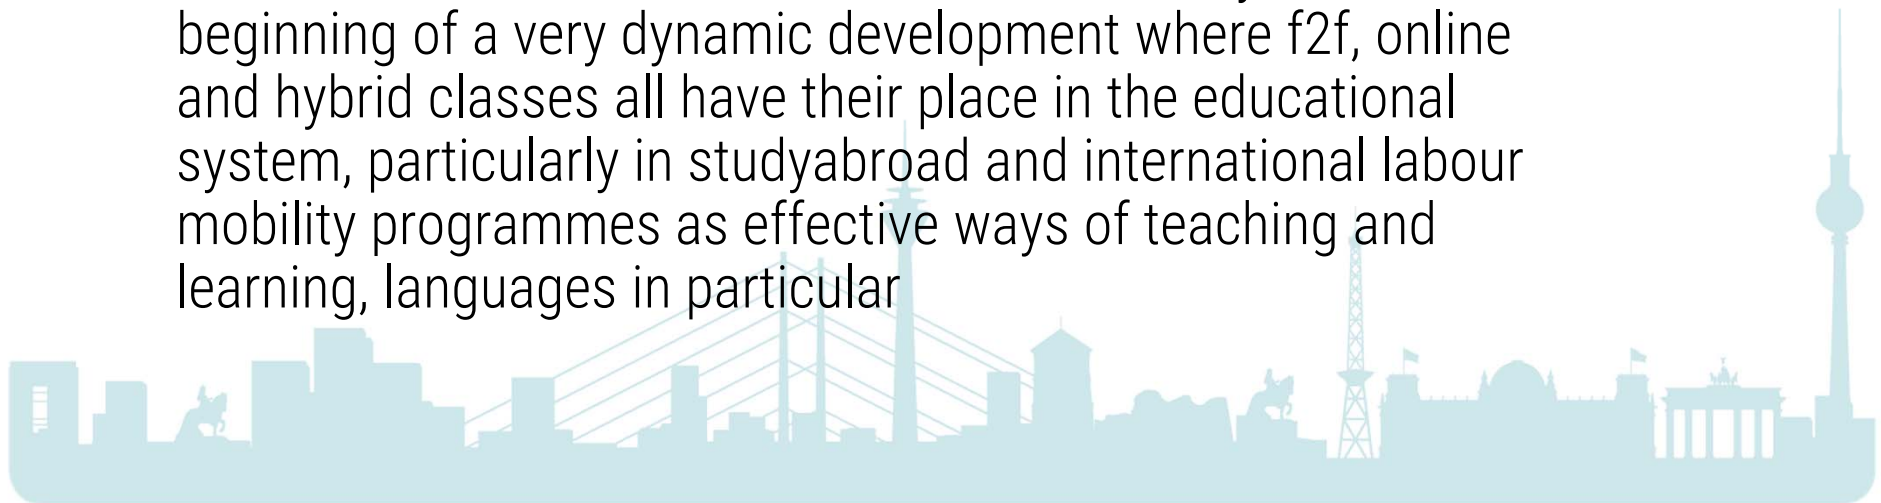 beginning of a very dynamic development where f2f, online
and hybrid classes all have their place in the educational
system, particularly in studyabroad and international labour
mobility programmes as effective ways of teaching and
learning, languages in particular